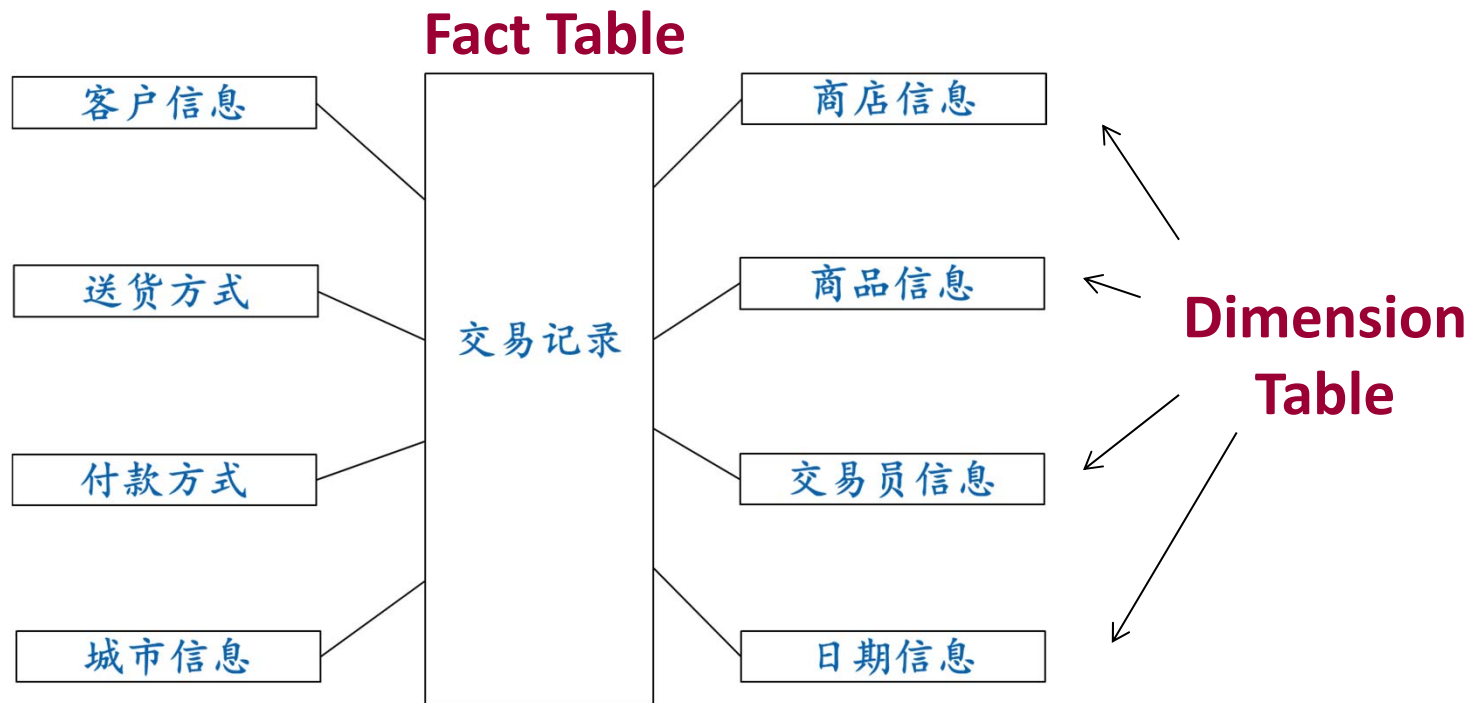 Fact Table
客户信息
商店信息
送货方式
商品信息
交易记录
Dimension
Table
付款方式
交易员信息
城市信息
日期信息